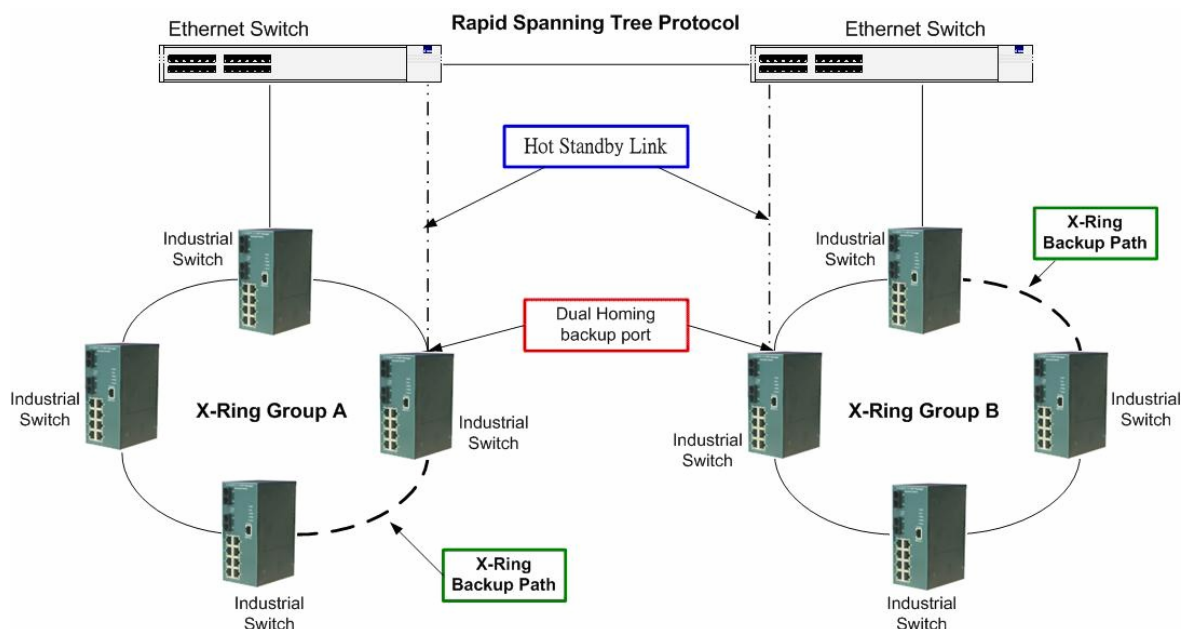 Rapid Spanning Tree Protocol
Ethernet Switch
Ethernet Switch
Hot Standby Link
X-Ring
Backup Path
Industrial
Switch
Industrial
Switch
Dual Homing
backup port
Industrial
Switch
X-Ring Group A
Industrial
Switch
Industrial
Switch
X-Ring Group B
Industrial
Switch
X-Ring
Backup Path
Industrial
Switch
Industrial
Switch